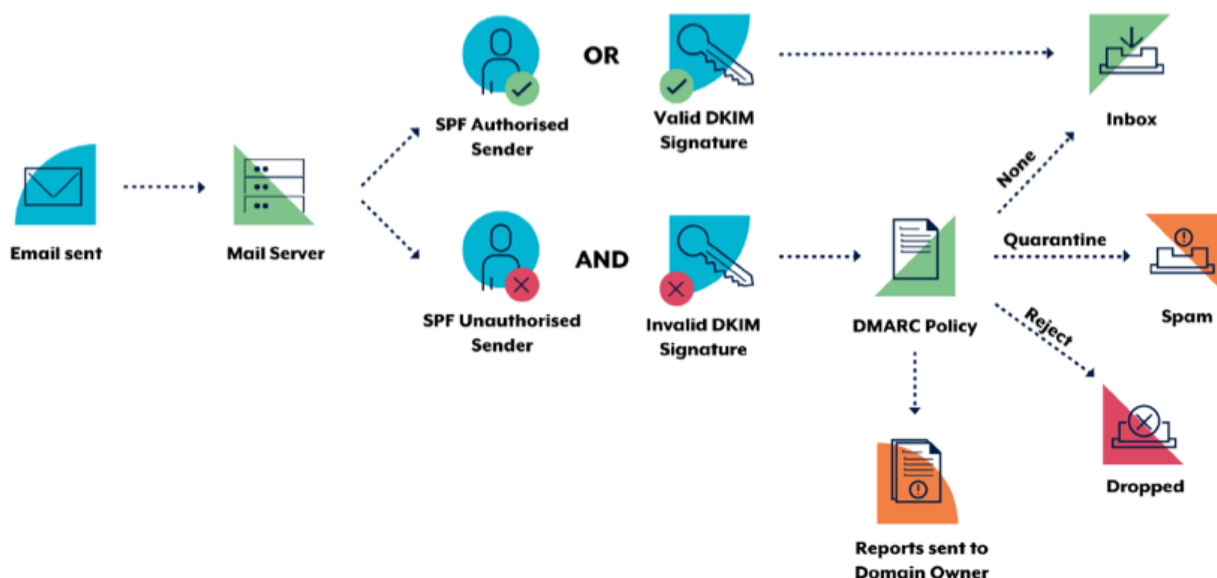 SPF Authorised
Sender
OR
Valid DKIM
Signature
Inbox
Email sent
Mail Server
None
SPF Unauthorised
Sender
AND
Invalid DKIM
Signature
DMARC Policy
Quarantine
Spam
Reject
Dropped
Reports sent to
Domain Owner